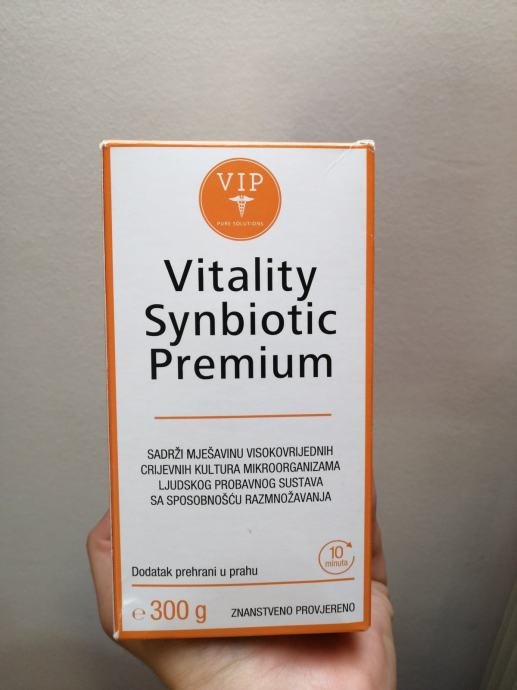 VIP
PURE SOLUTIONS
Vitality
Synbiotic
Premium
SADRŽI MJEŠAVINU VISOKOVRIJEDNIH
CRIJEVNIH KULTURA MIKROORGANIZAMA
LJUDSKOG PROBAVNOG SUSTAVA
SA SPOSOBNOŠĆU RAZMNOŽAVANJA
10
minuta
Dodatak prehrani u prahu
℮ 300 g
ZNANSTVENO PROVJERENO